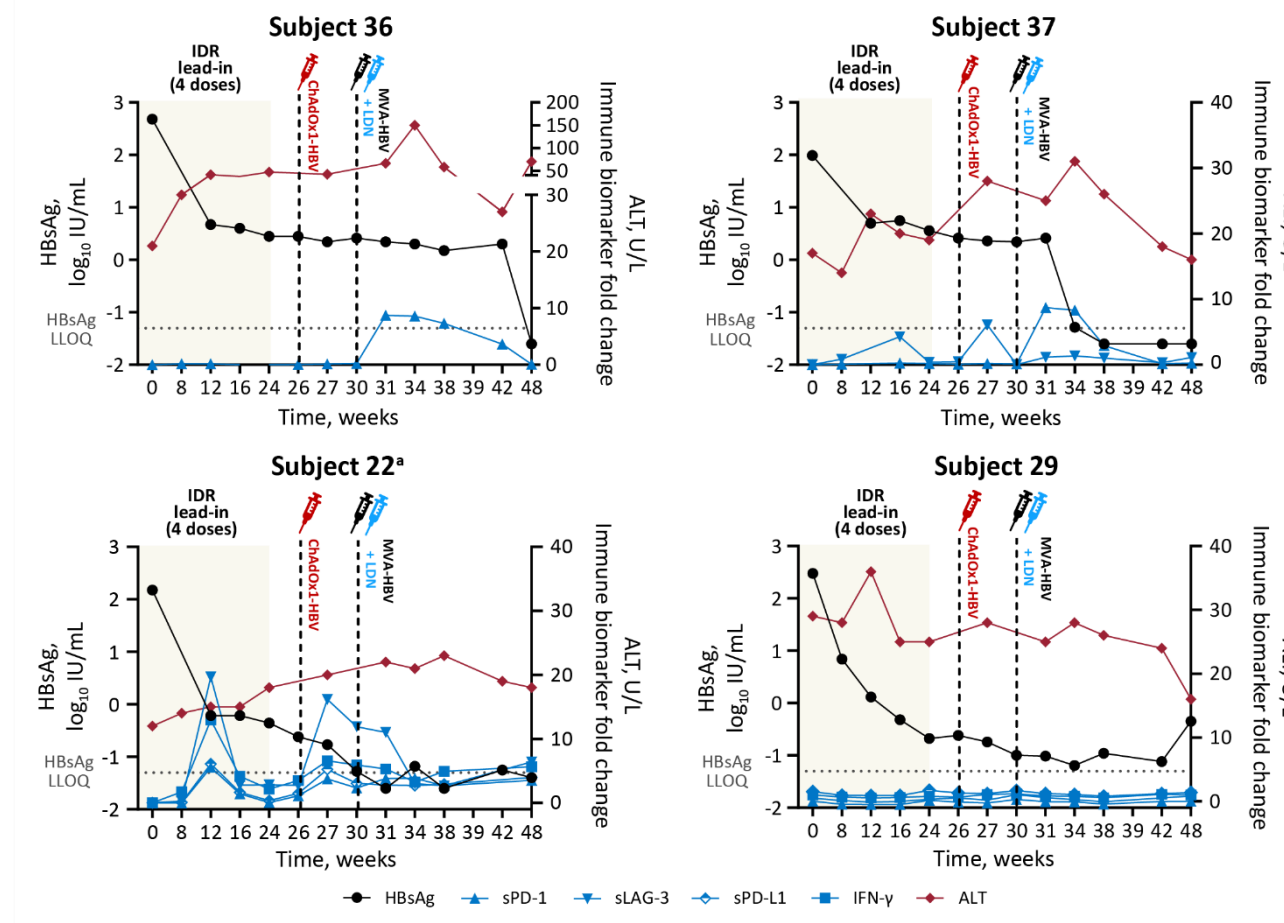 Subject 36
IDR
lead-in
(4 doses)
ChAdOx1-HBV
MVA-HBV
+ LDN
3
2
1
0
-1
-2
HBsAg,
log10 IU/mL
HBsAg
LLOQ
200
150
100
50
30
20
10
0
ALT, U/L
Immune biomarker fold change
0 8 12 16 24 26 27 30 31 34 38 39 42 48
Time, weeks
Subject 37
IDR
lead-in
(4 doses)
ChAdOx1-HBV
MVA-HBV
+ LDN
3
2
1
0
-1
-2
HBsAg,
log10 IU/mL
HBsAg
LLOQ
40
30
20
10
0
Immune biomarker fold change
0 8 12 16 24 26 27 30 31 34 38 39 42 48
Time, weeks
Subject 22a
IDR
lead-in
(4 doses)
ChAdOx1-HBV
MVA-HBV
+ LDN
3
2
1
0
-1
-2
HBsAg,
log10 IU/mL
HBsAg
LLOQ
40
30
20
10
0
ALT, U/L
Immune biomarker fold change
0 8 12 16 24 26 27 30 31 34 38 39 42 48
Time, weeks
Subject 29
IDR
lead-in
(4 doses)
ChAdOx1-HBV
MVA-HBV
+ LDN
3
2
1
0
-1
-2
HBsAg,
log10 IU/mL
HBsAg
LLOQ
40
30
20
10
0
Immune biomarker fold change
0 8 12 16 24 26 27 30 31 34 38 39 42 48
Time, weeks
HBsAg sPD-1 sLAG-3 sPD-L1 IFN-γ ALT